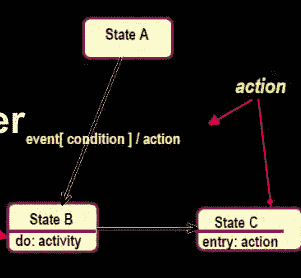 State A
action
er
event[ condition ] / action
State B
do: activity
State C
entry: action